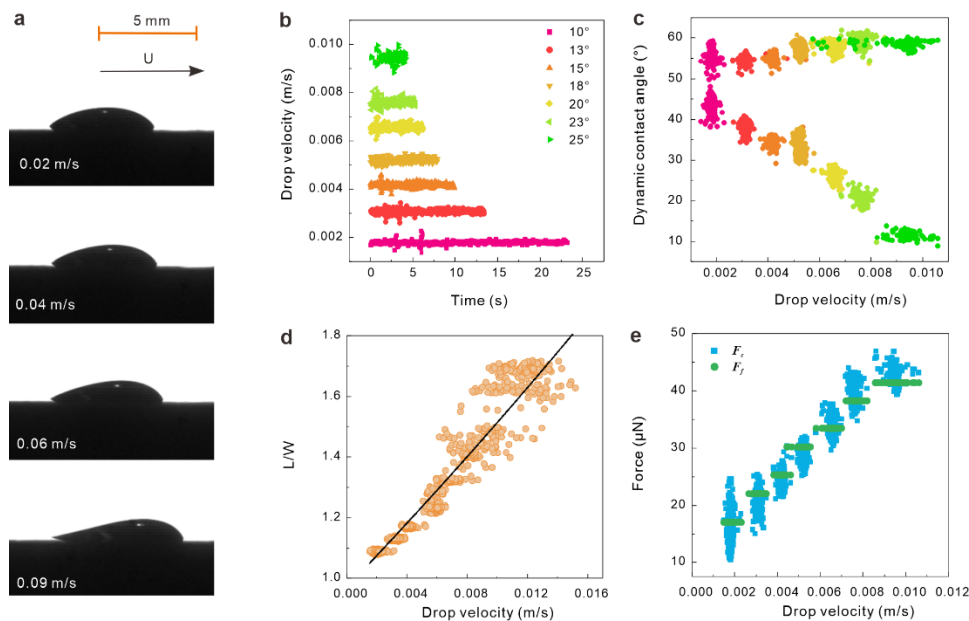 a
5 mm
U
0.02 m/s
0.04 m/s
0.06 m/s
0.09 m/s
b
Drop velocity (m/s)
0.010
0.008
0.006
0.004
0.002
0
5
10
15
20
25
Time (s)
10°
13°
15°
18°
20°
23°
25°
c
Dynamic contact angle (°)
60
50
40
30
20
10
0.002
0.004
0.006
0.008
0.010
Drop velocity (m/s)
d
L/W
1.8
1.6
1.4
1.2
1.0
0.000
0.004
0.008
0.012
0.016
Drop velocity (m/s)
e
Force (μN)
50
40
30
20
10
F_c
F_f
0.000
0.002
0.004
0.006
0.008
0.010
0.012
Drop velocity (m/s)